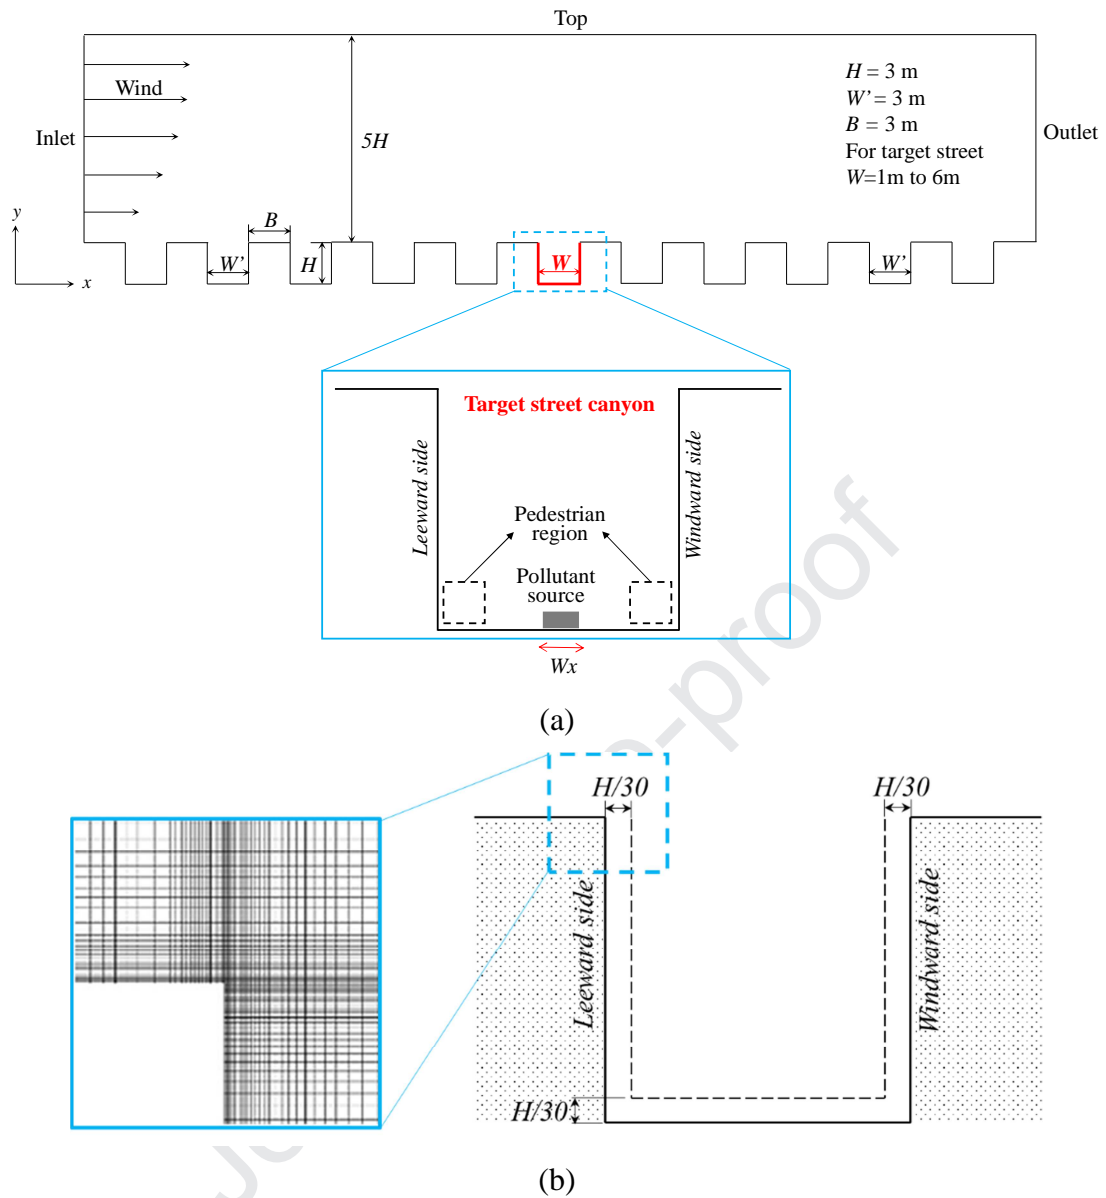 Top
H = 3 m
W' = 3 m
B = 3 m
For target street
W=1m to 6m
Wind
Inlet
5H
Outlet
y
B
W'
H
W
W'
x
Target street canyon
Leeward side
Windward side
Pedestrian
region
Pollutant
source
Wx
(a)
-proof
H/30
H/30
Leeward side
Windward side
H/30
(b)